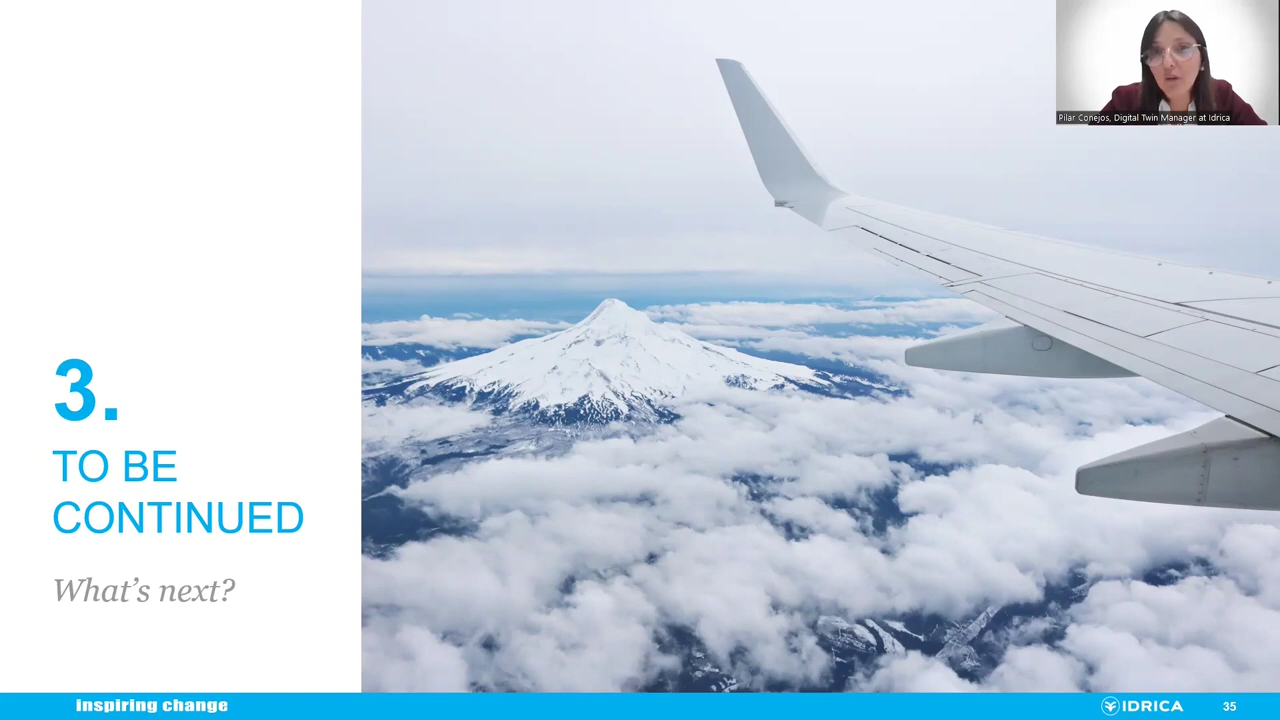 Pilar Conejos, Digital Twin Manager at Idrica
3.
TO BE
CONTINUED
What's next?
inspiring change
IDRICA
35